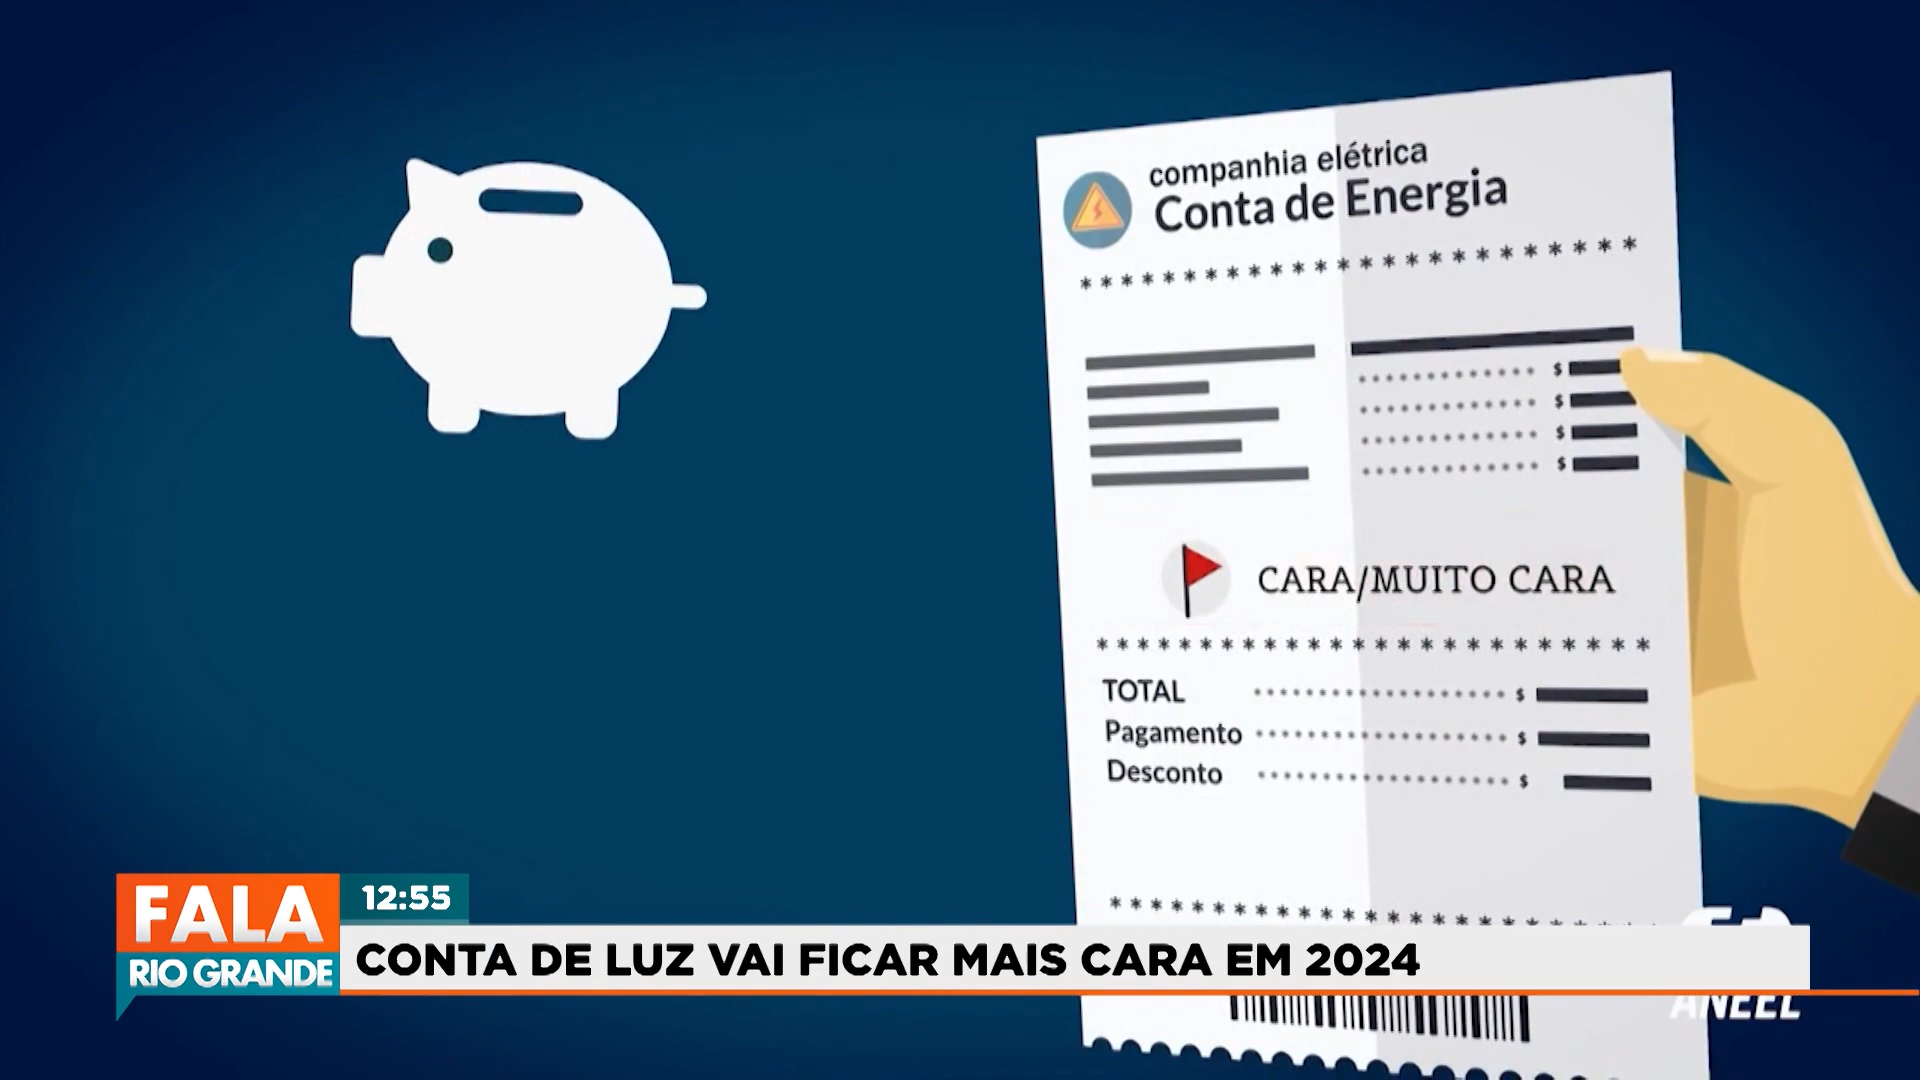 companhia elétrica
Conta de Energia
* * * * * * * * * * * * * * * * * * * * * * * * * * *
$
$
$
$
CARA/MUITO CARA
* * * * * * * * * * * * * * * * * * * * * * * * * * *
TOTAL $
Pagamento $
Desconto $
FALA
RIO GRANDE
12:55
CONTA DE LUZ VAI FICAR MAIS CARA EM 2024
ANEEL